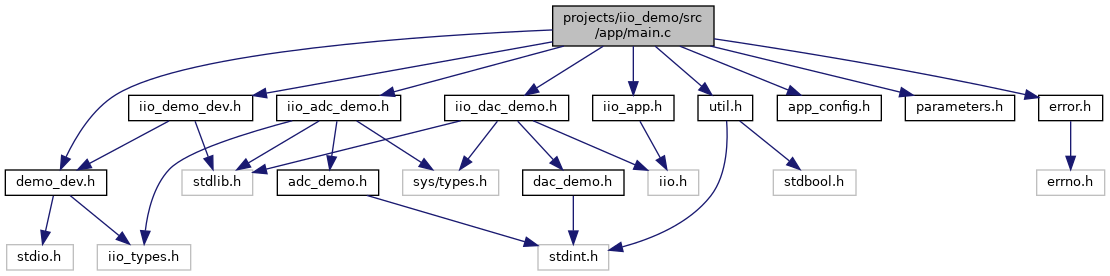 projects/iio_demo/src
/app/main.c
iio_demo_dev.h
iio_adc_demo.h
iio_dac_demo.h
iio_app.h
util.h
app_config.h
parameters.h
error.h
demo_dev.h
stdlib.h
adc_demo.h
sys/types.h
dac_demo.h
iio.h
stdbool.h
errno.h
stdio.h
iio_types.h
stdint.h